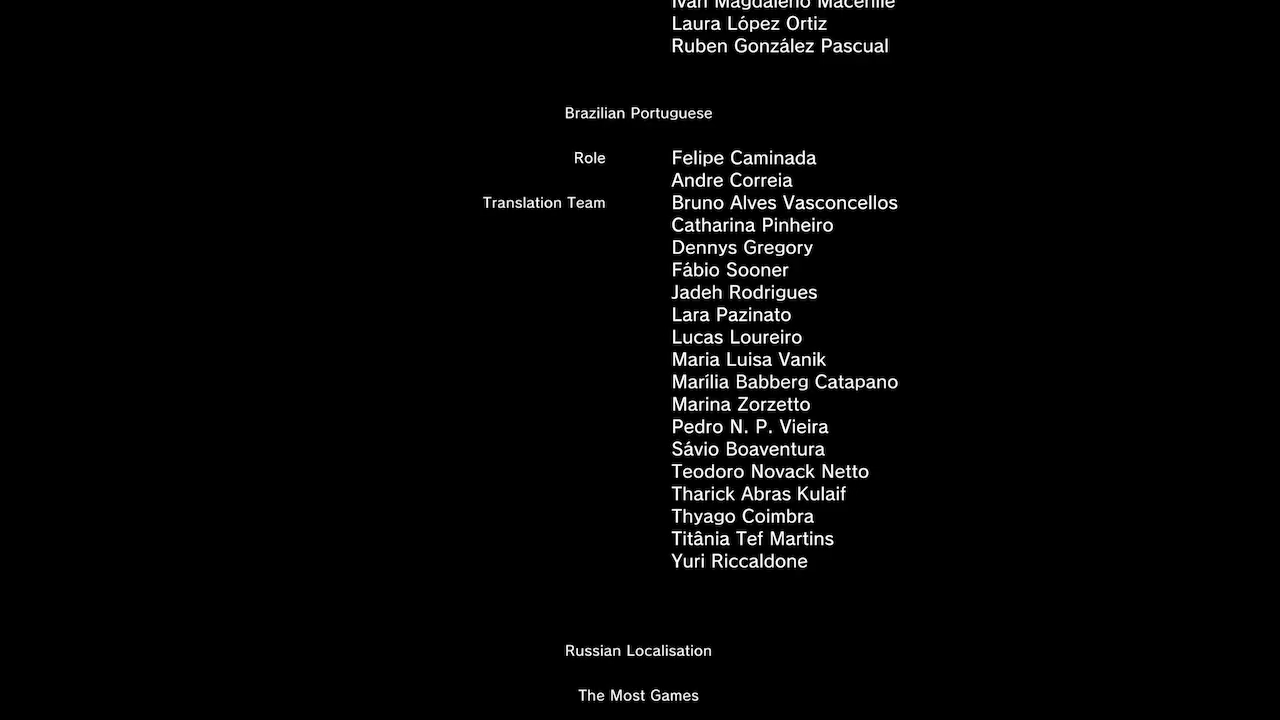 Laura López Ortiz
Ruben González Pascual
Brazilian Portuguese
Role Felipe Caminada
Andre Correia
Translation Team Bruno Alves Vasconcellos
Catharina Pinheiro
Dennys Gregory
Fábio Sooner
Jadeh Rodrigues
Lara Pazinato
Lucas Loureiro
Maria Luisa Vanik
Marília Babberg Catapano
Marina Zorzetto
Pedro N. P. Vieira
Sávio Boaventura
Teodoro Novack Netto
Tharick Abras Kulaif
Thyago Coimbra
Titânia Tef Martins
Yuri Riccaldone
Russian Localisation
The Most Games